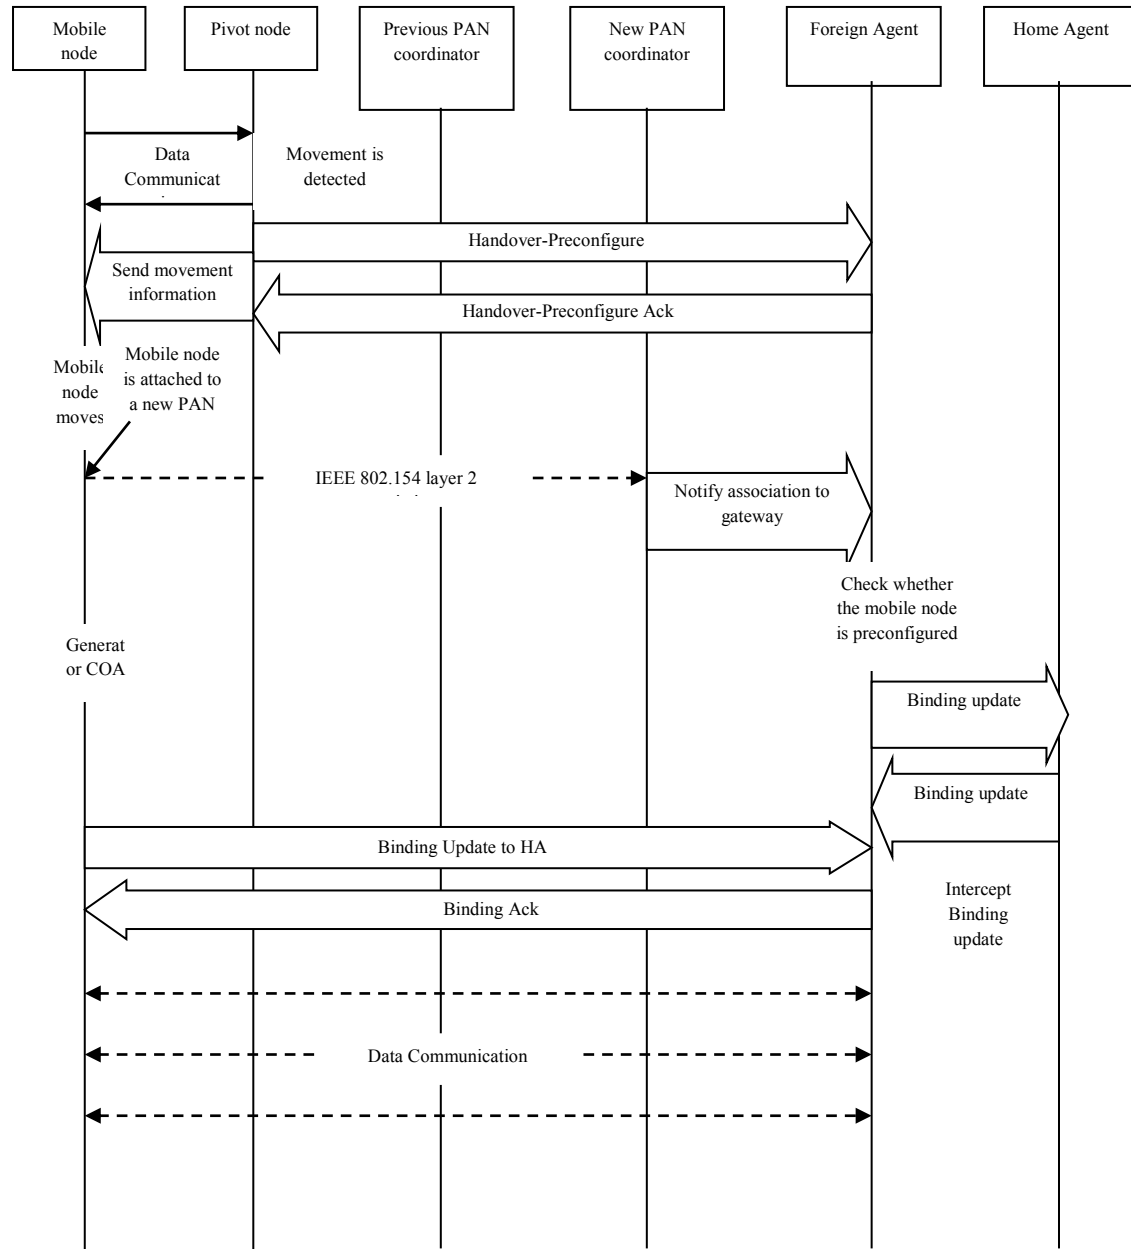 Mobile
node
Pivot node
Previous PAN
coordinator
New PAN
coordinator
Foreign Agent
Home Agent
Data
Communicat
Movement is
detected
Handover-Preconfigure
Send movement
information
Handover-Preconfigure Ack
Mobile
node
moves
Mobile node
is attached to
a new PAN
IEEE 802.154 layer 2
Notify association to
gateway
Check whether
the mobile node
is preconfigured
Generat
or COA
Binding update
Binding update
Binding Update to HA
Binding Ack
Intercept
Binding
update
Data Communication